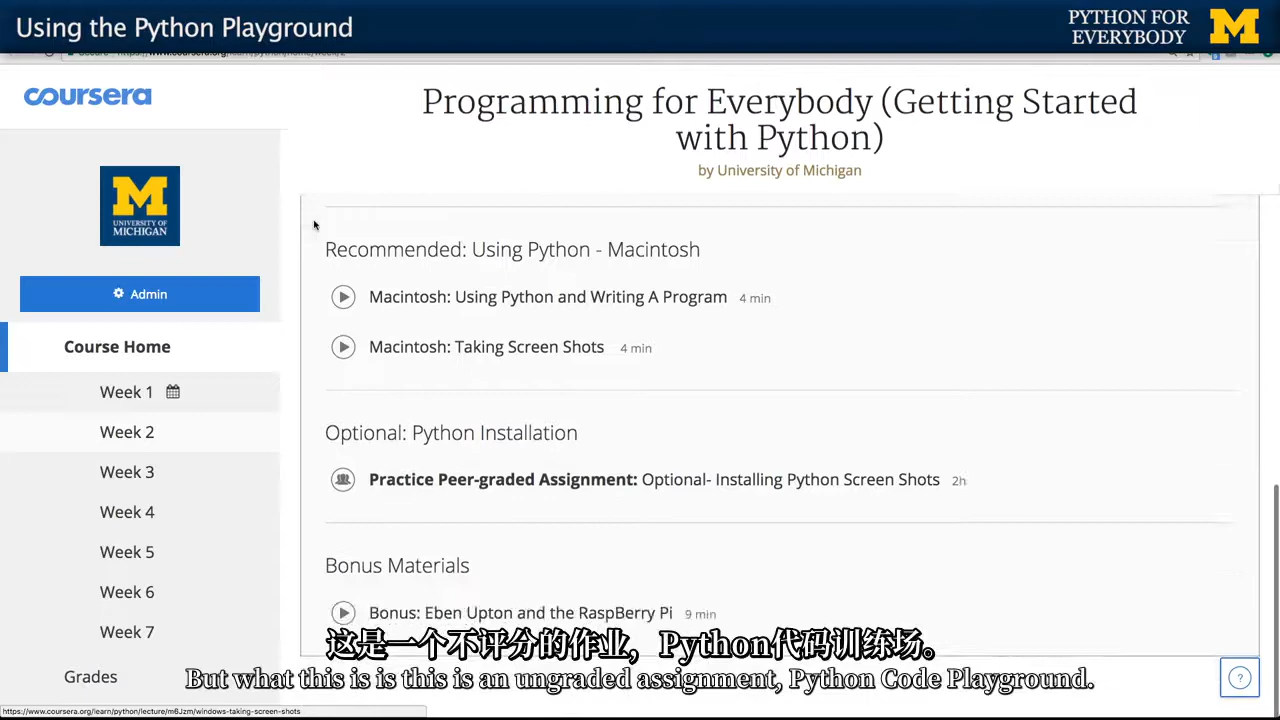 Using the Python Playground
PYTHON FOR
EVERYBODY
coursera
Programming for Everybody (Getting Started
with Python)
by University of Michigan
UNIVERSITY OF
MICHIGAN
Admin
Course Home
Week 1
Week 2
Week 3
Week 4
Week 5
Week 6
Week 7
Grades
Recommended: Using Python - Macintosh
Macintosh: Using Python and Writing A Program 4 min
Macintosh: Taking Screen Shots 4 min
Optional: Python Installation
Practice Peer-graded Assignment: Optional- Installing Python Screen Shots 2h
Bonus Materials
Bonus: Eben Upton and the RaspBerry Pi 9 min
这是一个不评分的作业，Python代码训练场。
But what this is is this is an ungraded assignment, Python Code Playground.
https://www.coursera.org/learn/python/lecture/m6Jzm/windows-taking-screen-shots